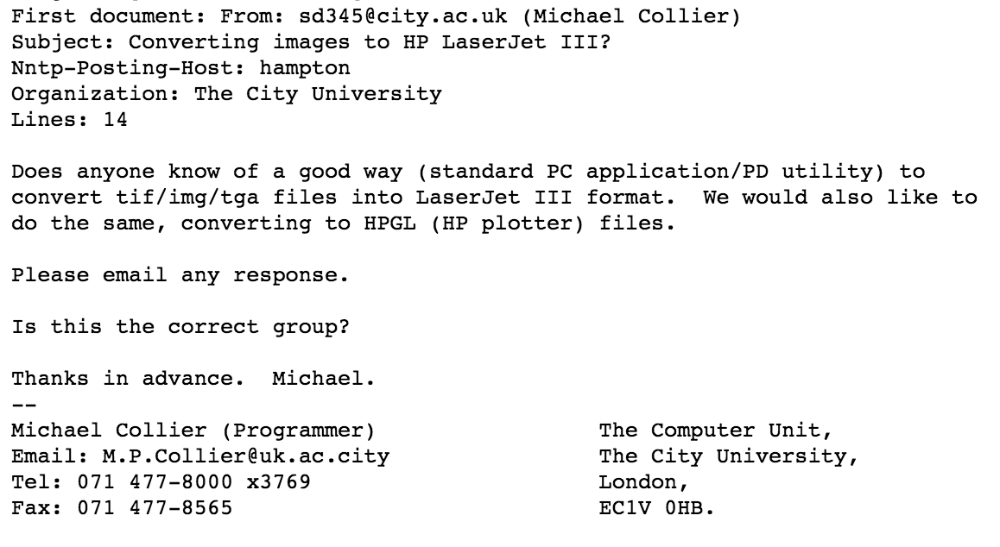 First document: From: sd345@city.ac.uk (Michael Collier)
Subject: Converting images to HP LaserJet III?
Nntp-Posting-Host: hampton
Organization: The City University
Lines: 14

Does anyone know of a good way (standard PC application/PD utility) to
convert tif/img/tga files into LaserJet III format.  We would also like to
do the same, converting to HPGL (HP plotter) files.

Please email any response.

Is this the correct group?

Thanks in advance.  Michael.
--
Michael Collier (Programmer)                 The Computer Unit,
Email: M.P.Collier@uk.ac.city                The City University,
Tel: 071 477-8000 x3769                      London,
Fax: 071 477-8565                            EC1V 0HB.